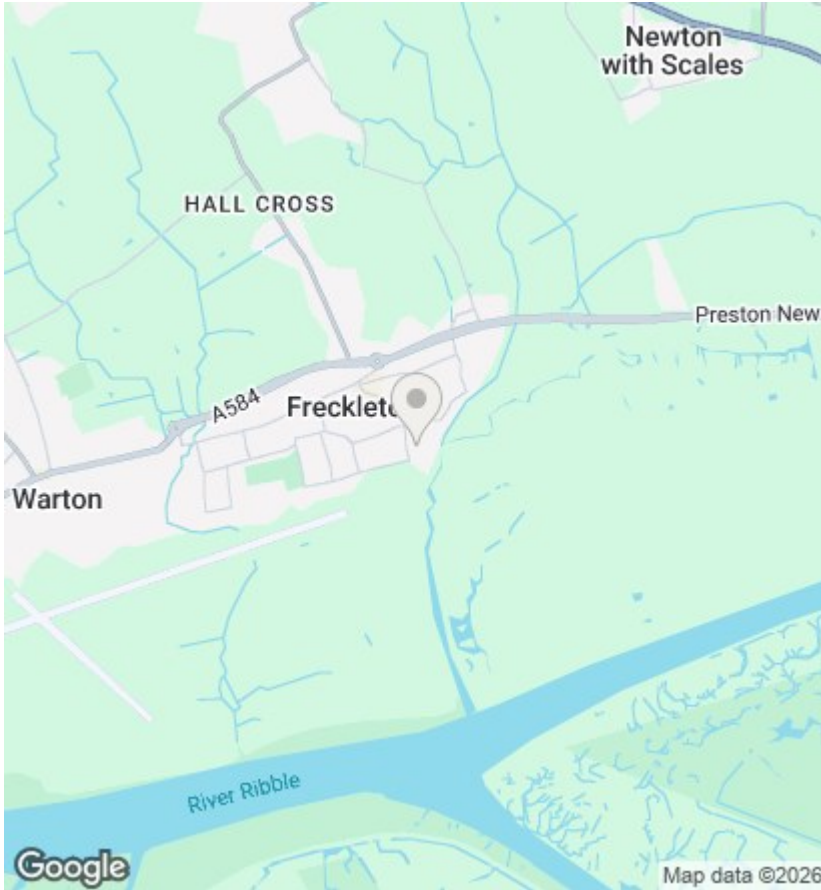 Newton
with Scales
HALL CROSS
Preston New
A584
Warton
River Ribble
Google
Map data ©2026